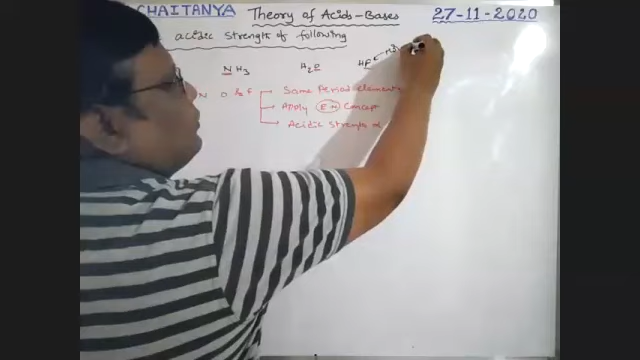 CHAITANYA Theory of Acids-Bases 27-11-2020
acidic strength of following
NH3 H2O HF
N O & F Same Period elements
Apply E.N Concept
Acidic strength α